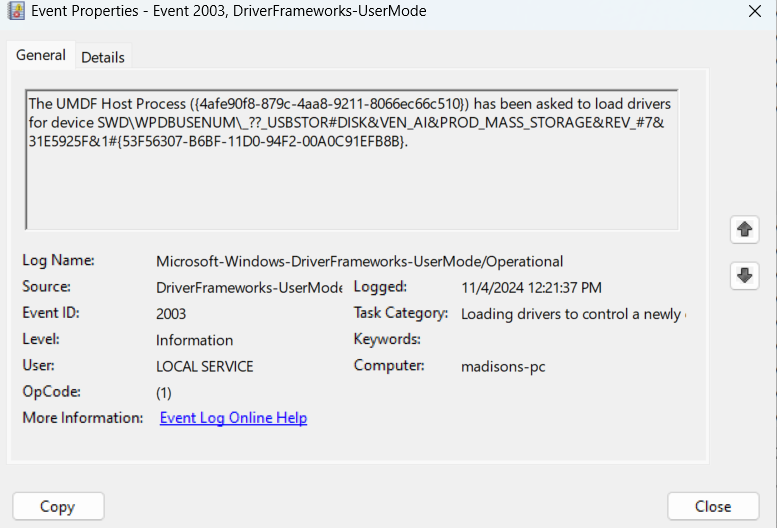 Event Properties - Event 2003, DriverFrameworks-UserMode
General Details
The UMDF Host Process ({4afe90f8-879c-4aa8-9211-8066ec66c510}) has been asked to load drivers
for device SWD\WPDBUSENUM\_??_USBSTOR#DISK&VEN_AI&PROD_MASS_STORAGE&REV_#7&
31E5925F&1#{53F56307-B6BF-11D0-94F2-00A0C91EFB8B}.
Log Name: Microsoft-Windows-DriverFrameworks-UserMode/Operational
Source: DriverFrameworks-UserMode Logged: 11/4/2024 12:21:37 PM
Event ID: 2003 Task Category: Loading drivers to control a newly
Level: Information Keywords:
User: LOCAL SERVICE Computer: madisons-pc
OpCode: (1)
More Information: Event Log Online Help
Copy Close